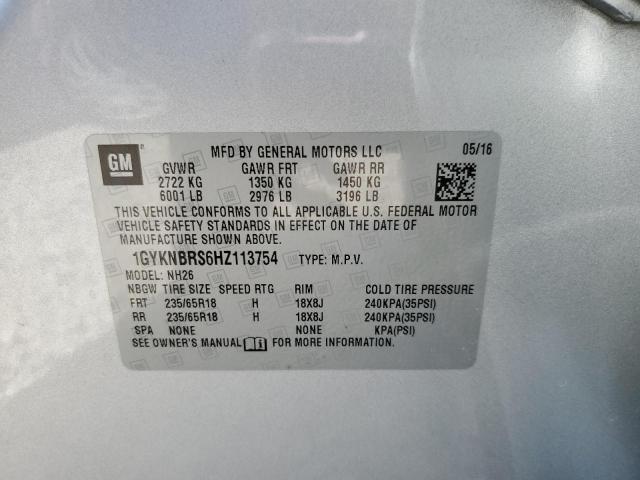 GM
MFD BY GENERAL MOTORS LLC 05/16
GVWR GAWR FRT GAWR RR
2722 KG 1350 KG 1450 KG
6001 LB 2976 LB 3196 LB
THIS VEHICLE CONFORMS TO ALL APPLICABLE U.S. FEDERAL MOTOR
VEHICLE SAFETY STANDARDS IN EFFECT ON THE DATE OF
MANUFACTURE SHOWN ABOVE.
1GYKNBRS6HZ113754 TYPE: M.P.V.
MODEL: NH26
NBGW TIRE SIZE SPEED RTG RIM COLD TIRE PRESSURE
FRT 235/65R18 H 18X8J 240KPA(35PSI)
RR 235/65R18 H 18X8J 240KPA(35PSI)
SPA NONE NONE KPA(PSI)
SEE OWNER'S MANUAL FOR MORE INFORMATION.